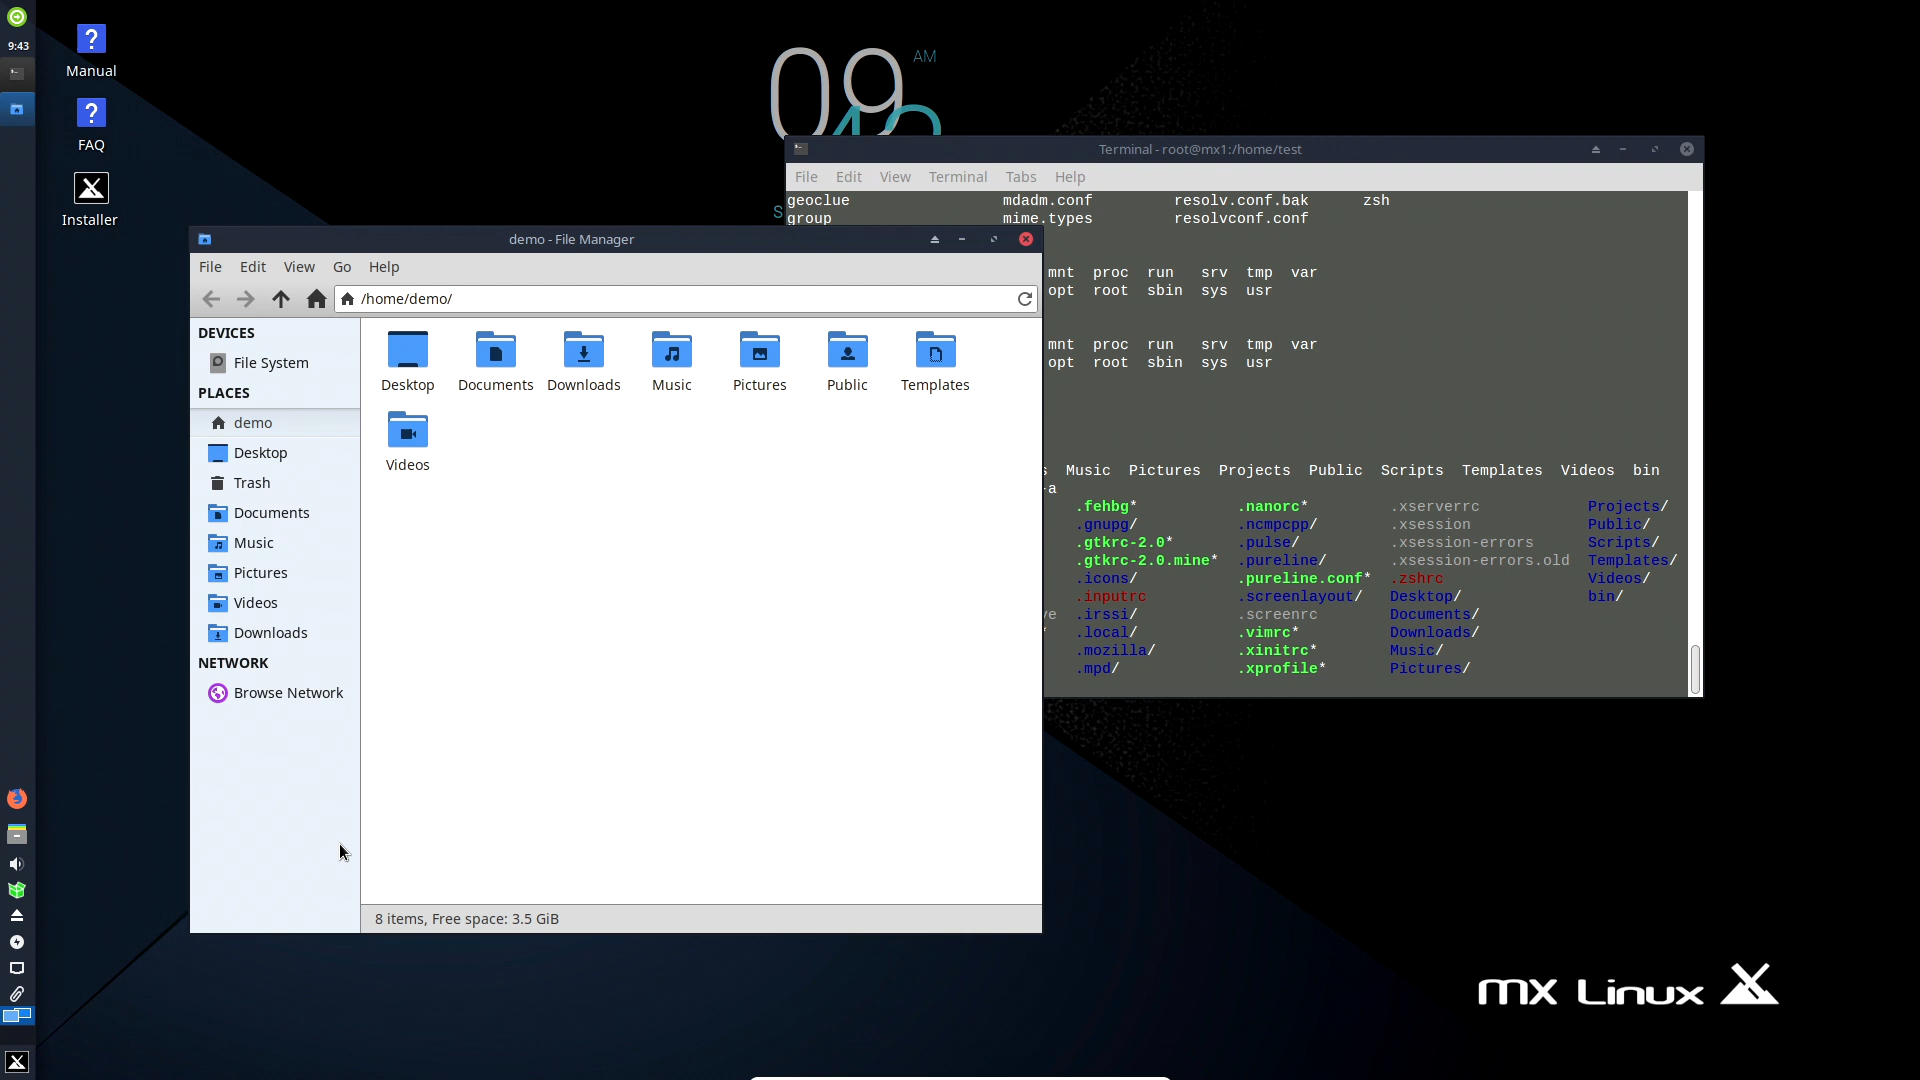 9:43
Manual
FAQ
Installer
09 AM
S
Terminal - root@mx1:/home/test
File Edit View Terminal Tabs Help
geoclue mdadm.conf resolv.conf.bak zsh
group mime.types resolvconf.conf
mnt proc run srv tmp var
opt root sbin sys usr
mnt proc run srv tmp var
opt root sbin sys usr
s Music Pictures Projects Public Scripts Templates Videos bin
-a
.fehbg* .nanorc* .xserverrc Projects/
.gnupg/ .ncmpcpp/ .xsession Public/
.gtkrc-2.0* .pulse/ .xsession-errors Scripts/
.gtkrc-2.0.mine* .pureline/ .xsession-errors.old Templates/
.icons/ .pureline.conf* .zshrc Videos/
.inputrc .screenlayout/ Desktop/ bin/
ve .irssi/ .screenrc Documents/
* .local/ .vimrc* Downloads/
.mozilla/ .xinitrc* Music/
.mpd/ .xprofile* Pictures/
demo - File Manager
File Edit View Go Help
/home/demo/
DEVICES
File System
PLACES
demo
Desktop
Trash
Documents
Music
Pictures
Videos
Downloads
NETWORK
Browse Network
Desktop Documents Downloads Music Pictures Public Templates
Videos
8 items, Free space: 3.5 GiB
mx Linux